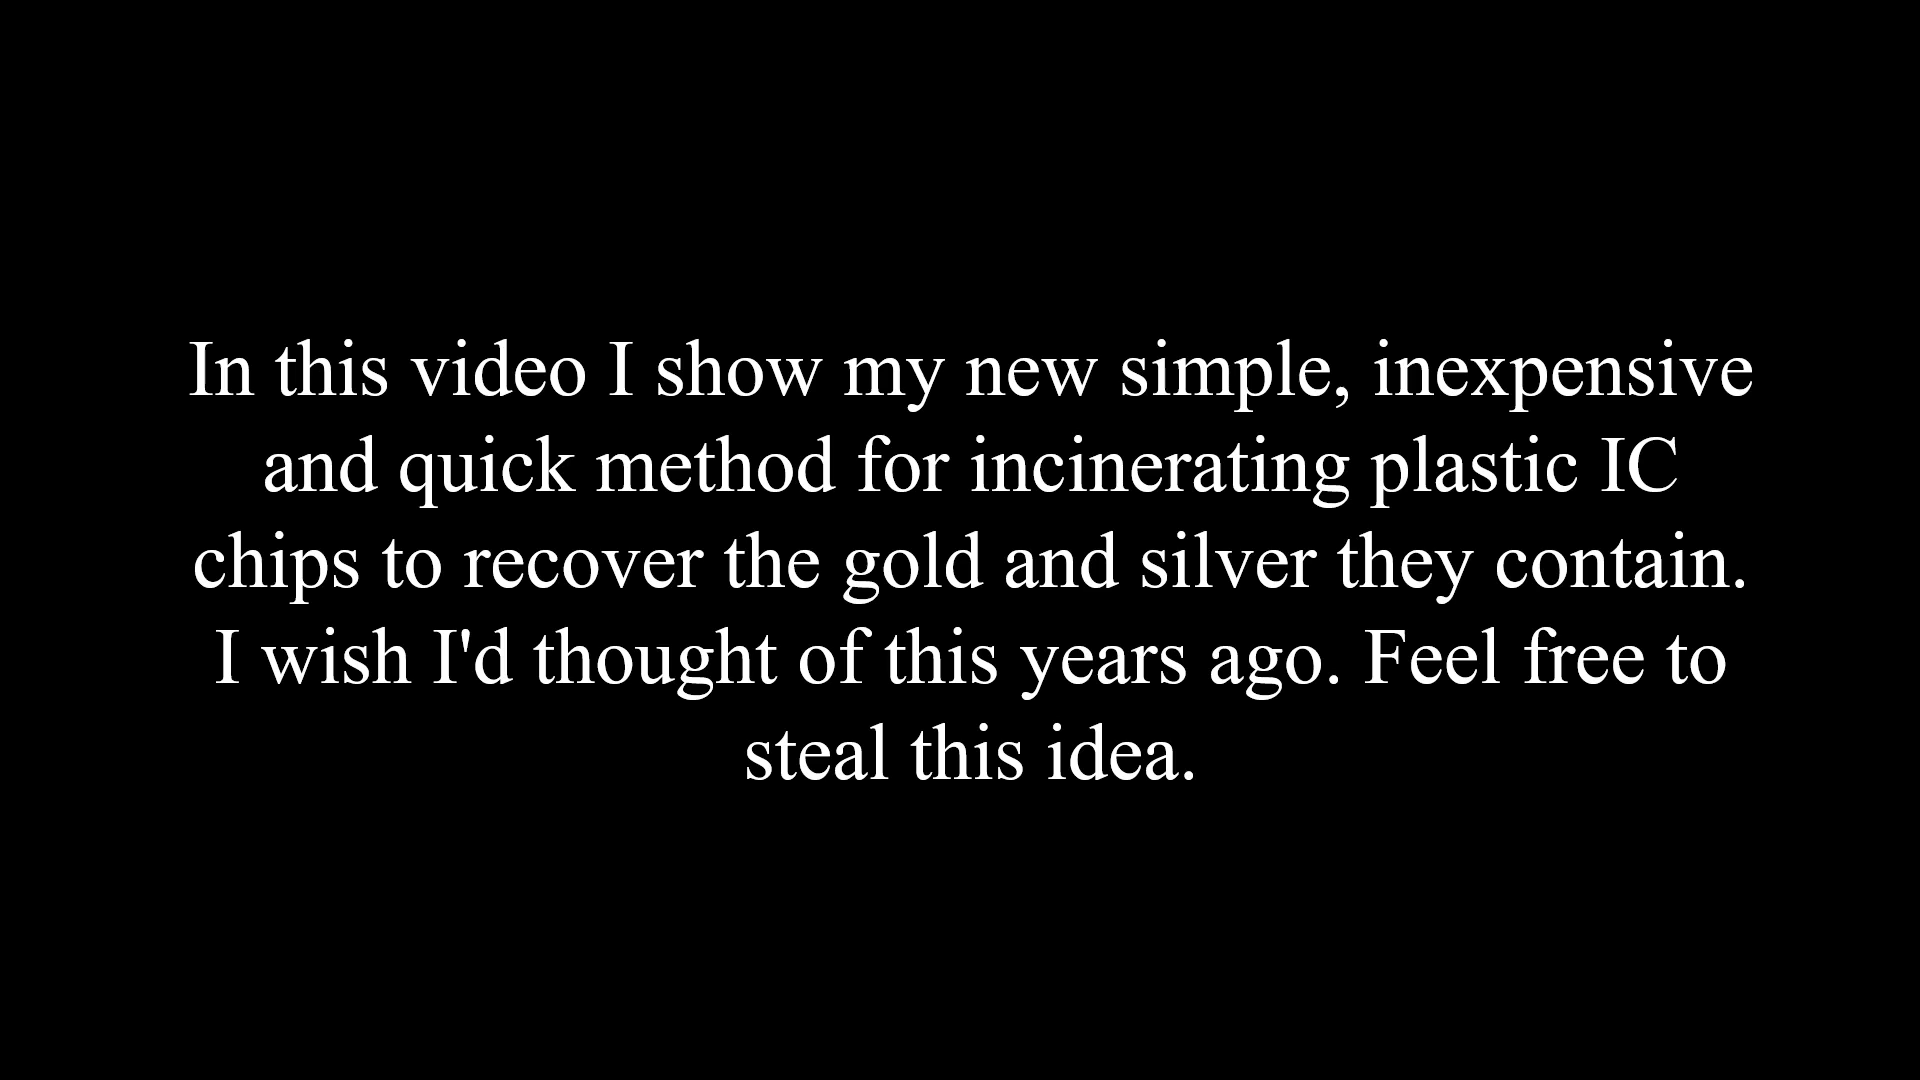 In this video I show my new simple, inexpensive
and quick method for incinerating plastic IC
chips to recover the gold and silver they contain.
I wish I'd thought of this years ago. Feel free to
steal this idea.